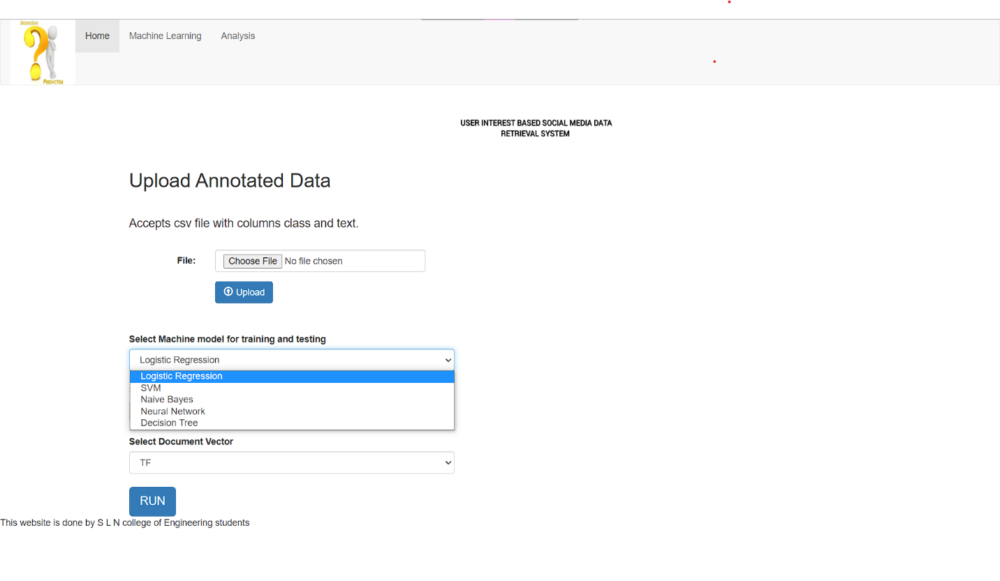 Intention
PREDICTOR
Home Machine Learning Analysis
USER INTEREST BASED SOCIAL MEDIA DATA
RETRIEVAL SYSTEM
Upload Annotated Data
Accepts csv file with columns class and text.
File: Choose File No file chosen
Upload
Select Machine model for training and testing
Logistic Regression
Logistic Regression
SVM
Naive Bayes
Neural Network
Decision Tree
Select Document Vector
TF
RUN
This website is done by S L N college of Engineering students